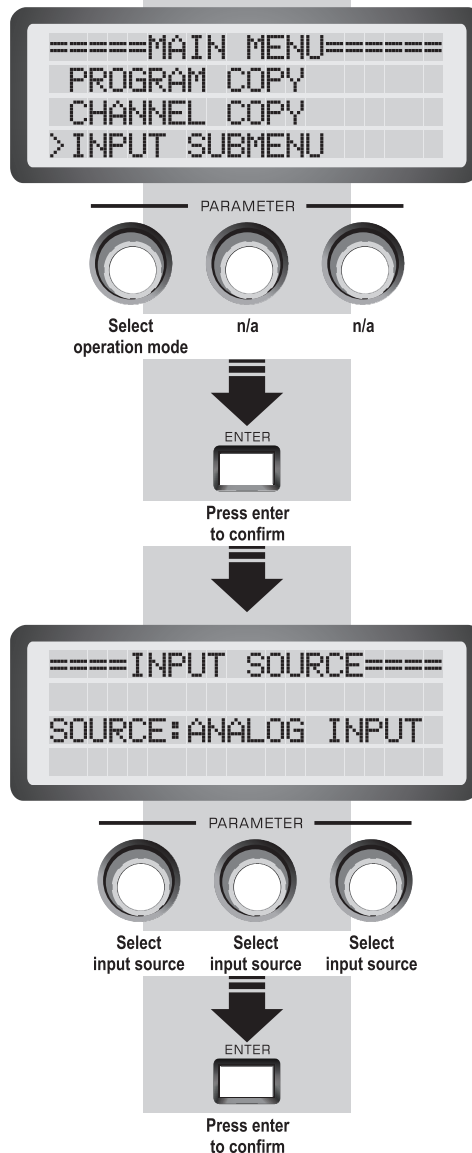 =====MAIN MENU======
PROGRAM COPY
CHANNEL COPY
>INPUT SUBMENU
PARAMETER
Select
operation mode
n/a
n/a
ENTER
Press enter
to confirm
====INPUT SOURCE====
SOURCE:ANALOG INPUT
PARAMETER
Select
input source
Select
input source
Select
input source
ENTER
Press enter
to confirm